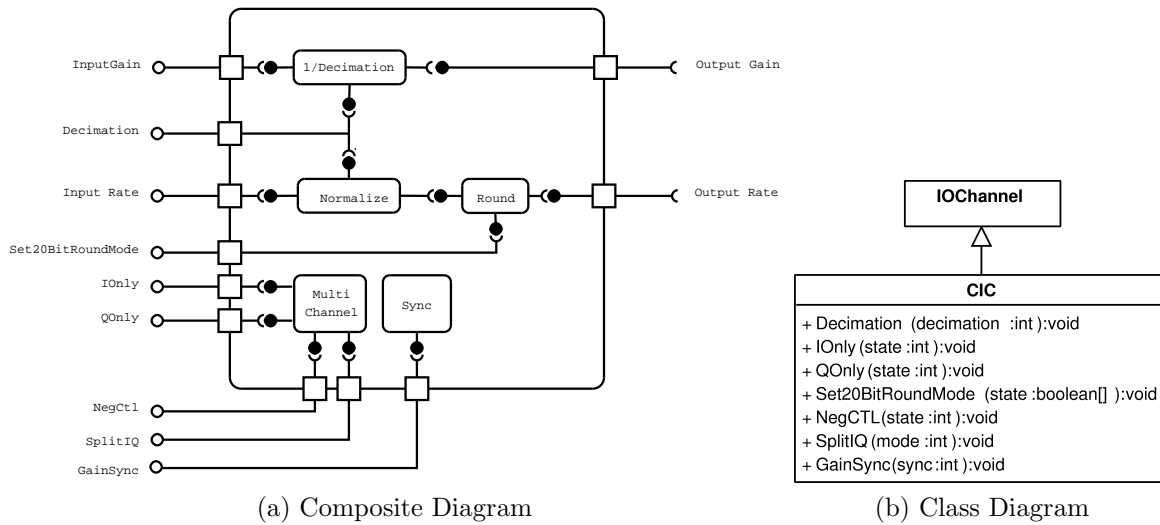 InputGain
1/Decimation
Output Gain
Decimation
Input Rate
Normalize
Round
Output Rate
Set20BitRoundMode
IOnly
QOnly
Multi
Channel
Sync
NegCtl
SplitIQ
GainSync
(a) Composite Diagram
IOChannel
CIC
+ Decimation (decimation :int):void
+ IOnly (state :int):void
+ QOnly (state :int):void
+ Set20BitRoundMode (state :boolean[] ):void
+ NegCTL(state :int):void
+ SplitIQ (mode :int):void
+ GainSync(sync :int):void
(b) Class Diagram